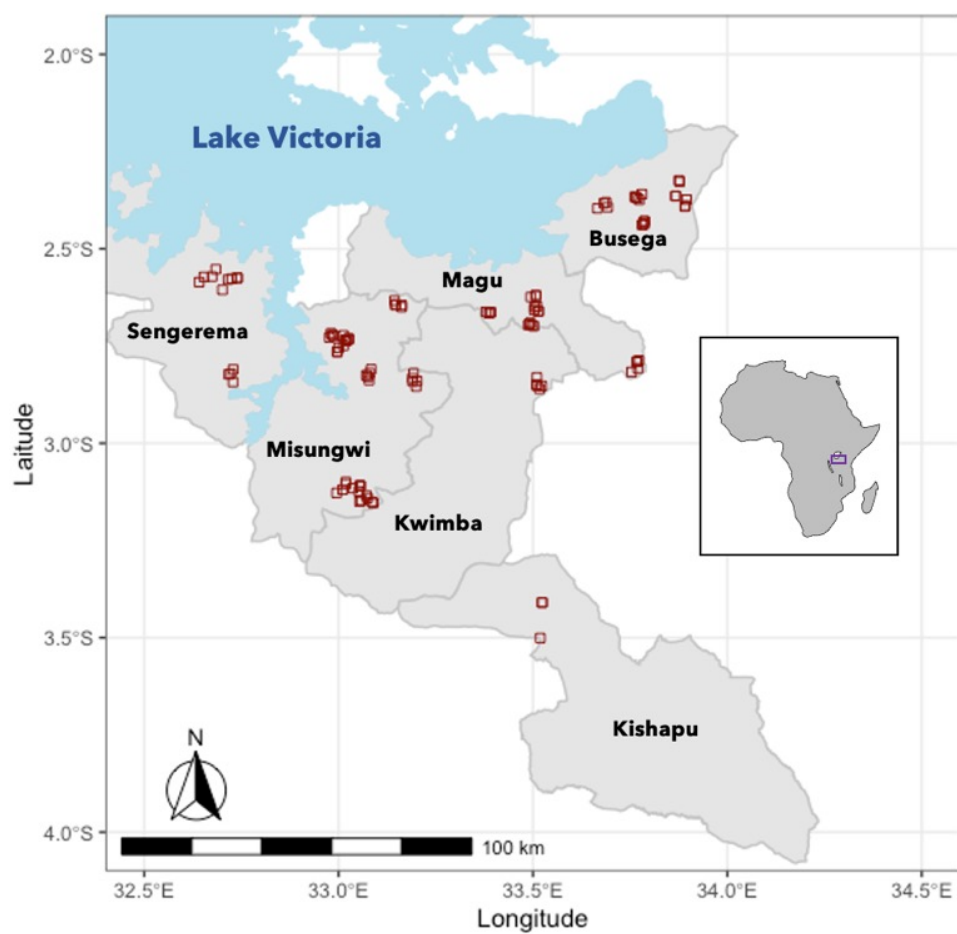 2.0°S
Lake Victoria
2.5°S
Busega
Magu
Sengerema
Laitude
3.0°S
Misungwi
Kwimba
3.5°S
Kishapu
N
4.0°S
100 km
32.5°E
33.0°E
33.5°E
34.0°E
34.5°E
Longitude